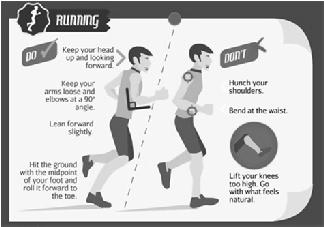 RUNNING
DO
Keep your head
up and looking
forward.
Keep your
arms loose and
elbows at a 90°
angle.
Lean forward
slightly.
Hit the ground
with the midpoint
of your foot and
roll it forward to
the toe.
DON'T
Hunch your
shoulders.
Bend at the waist.
Lift your knees
too high. Go
with what feels
natural.